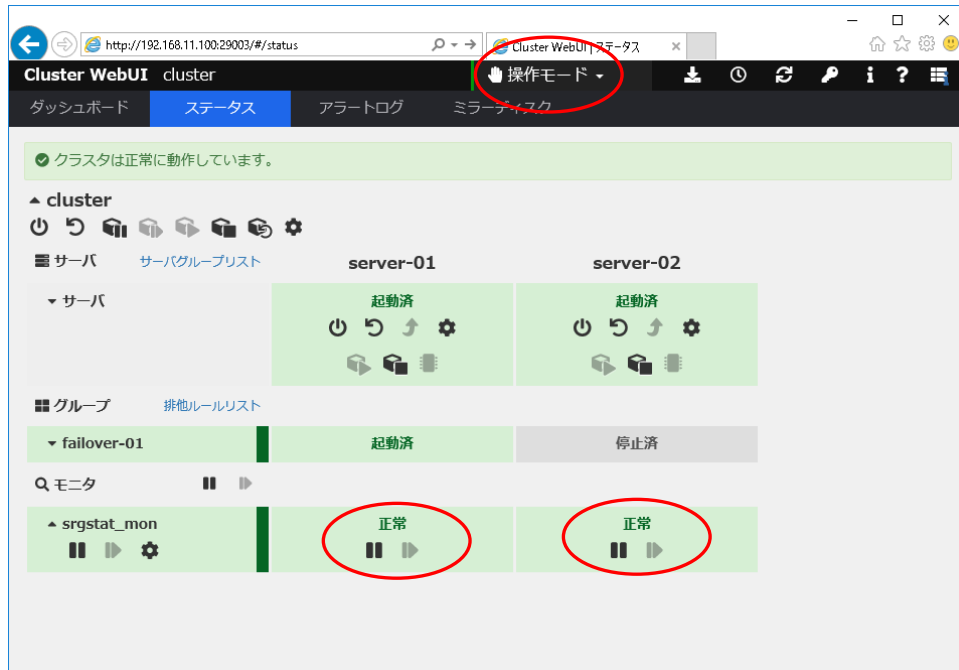 http://192.168.11.100:29003/#/status
Cluster WebUI | ステータス
Cluster WebUI cluster 操作モード
ダッシュボード ステータス アラートログ ミラーディスク
クラスタは正常に動作しています。
cluster
サーバ サーバグループリスト server-01 server-02
サーバ 起動済 起動済
グループ 排他ルールリスト
failover-01 起動済 停止済
モニタ
srgstat_mon 正常 正常